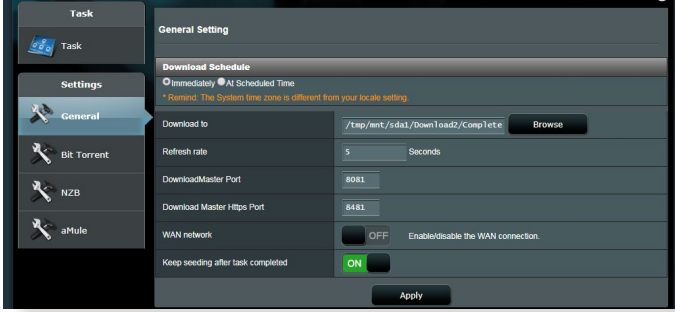 Task
Task
Settings
General
Bit Torrent
NZB
aMule
General Setting
Download Schedule
Immediately At Scheduled Time
* Remind: The System time zone is different from your locale setting.
Download to /tmp/mnt/sda1/Download2/Complete Browse
Refresh rate 5 Seconds
DownloadMaster Port 8081
Download Master Https Port 8481
WAN network OFF Enable/disable the WAN connection.
Keep seeding after task completed ON
Apply